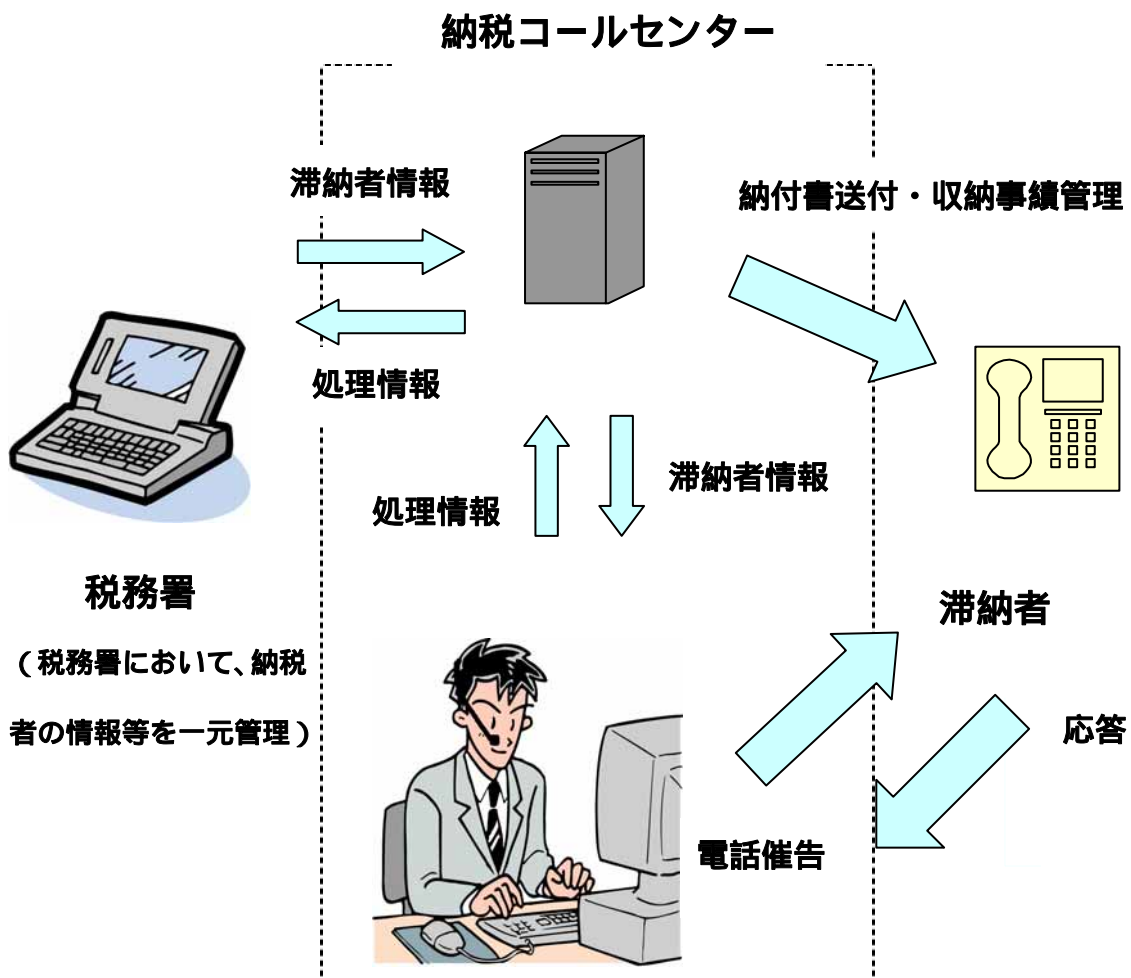 納税コールセンター
滞納者情報
納付書送付・収納事績管理
処理情報
滞納者情報
処理情報
税務署
(税務署において、納税
者の情報等を一元管理)
滞納者
応答
電話催告